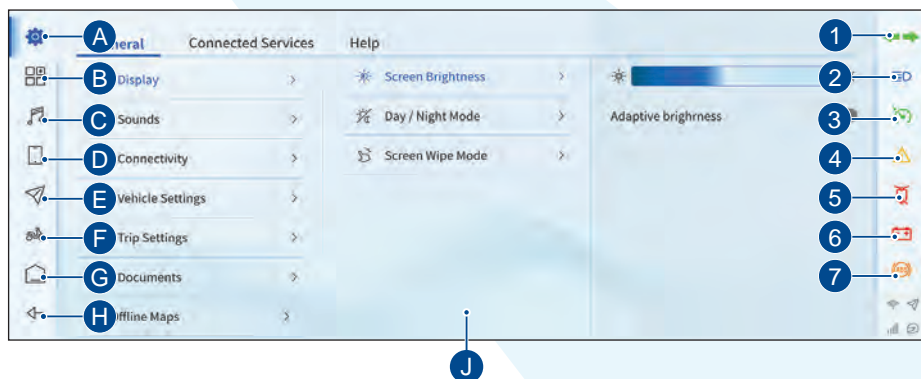 A neral Connected Services Help 1
B Display Screen Brightness 2
C Sounds Day / Night Mode Adaptive brighrness 3
D Connectivity Screen Wipe Mode 4
E Vehicle Settings 5
F Trip Settings 6
G Documents 7
H ffline Maps
J